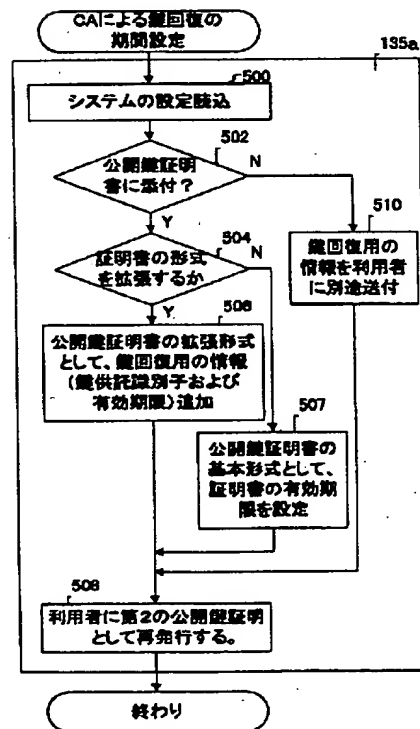 CAによる鍵回復の
期間設定
135a
500
システムの設定読込
502
公開鍵証明
書に添付？
N
Y
504
証明書の形式
を拡張するか
N
Y
510
鍵回復用の
情報を利用者
に別途送付
506
公開鍵証明書の拡張形式
として、鍵回復用の情報
(鍵供託識別子および
有効期限)追加
507
公開鍵証明書の
基本形式として、
証明書の有効期
限を設定
508
利用者に第2の公開鍵証明
として再発行する。
終わり